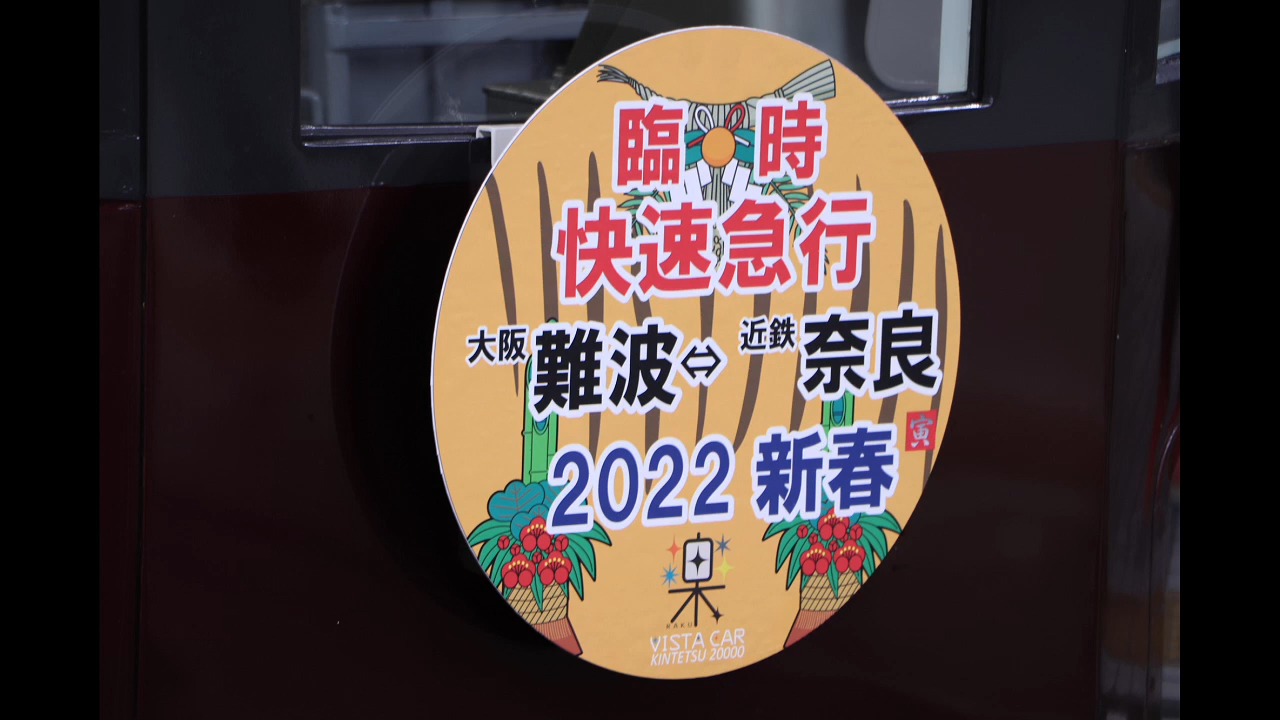 臨 時
快速急行
大阪難波⇔近鉄奈良
寅
2022 新春
KAKU
VISTA CAR
KINTETSU 20000